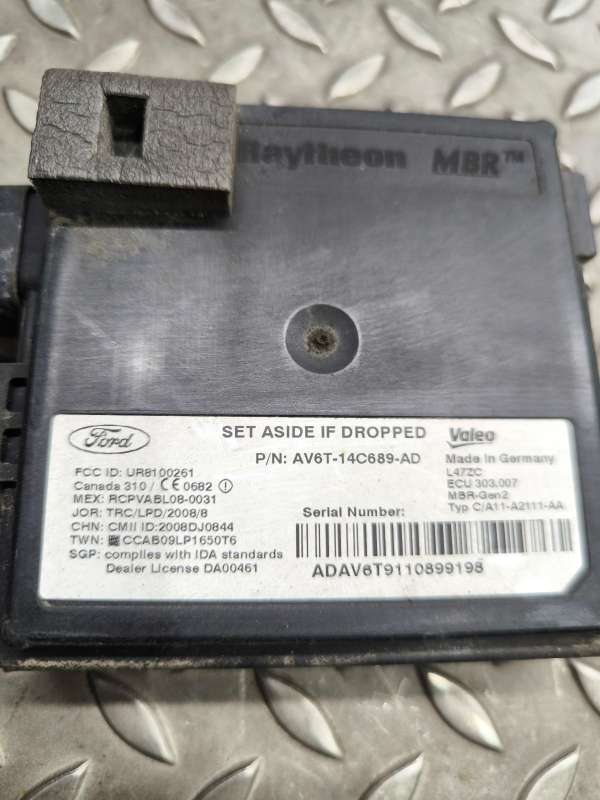 Raytheon MBR™
Ford
SET ASIDE IF DROPPED
Valeo
P/N: AV6T-14C689-AD
Made in Germany
L47ZC
ECU 303.007
MBR-Gen2
Typ C/A11-A2111-AA
FCC ID: UR8100261
Canada 310 / CE0682
MEX: RCPVABL08-0031
JOR: TRC/LPD/2008/8
CHN: CMII ID:2008DJ0844
TWN: CCAB09LP1650T6
SGP: complies with IDA standards
Dealer License DA00461
Serial Number:
ADAV6T9110899198